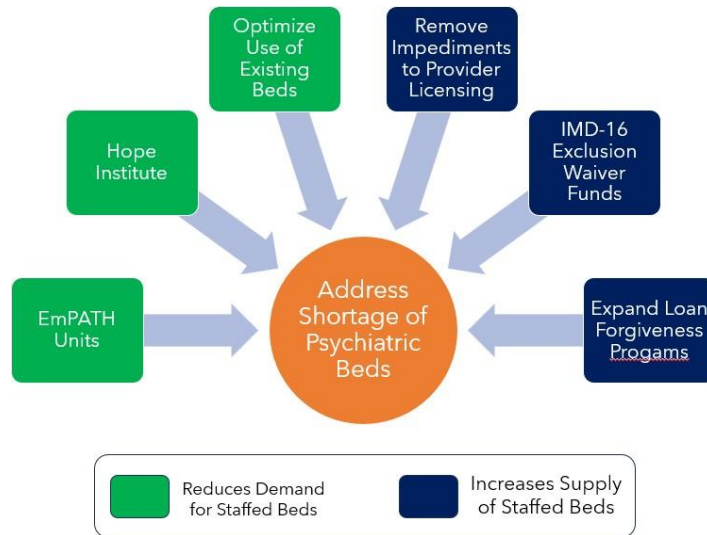 Optimize
Use of
Existing
Beds
Remove
Impediments
to Provider
Licensing
Hope
Institute
IMD-16
Exclusion
Waiver
Funds
EmPATH
Units
Address
Shortage of
Psychiatric
Beds
Expand Loan
Forgiveness
Progams
Reduces Demand
for Staffed Beds
Increases Supply
of Staffed Beds